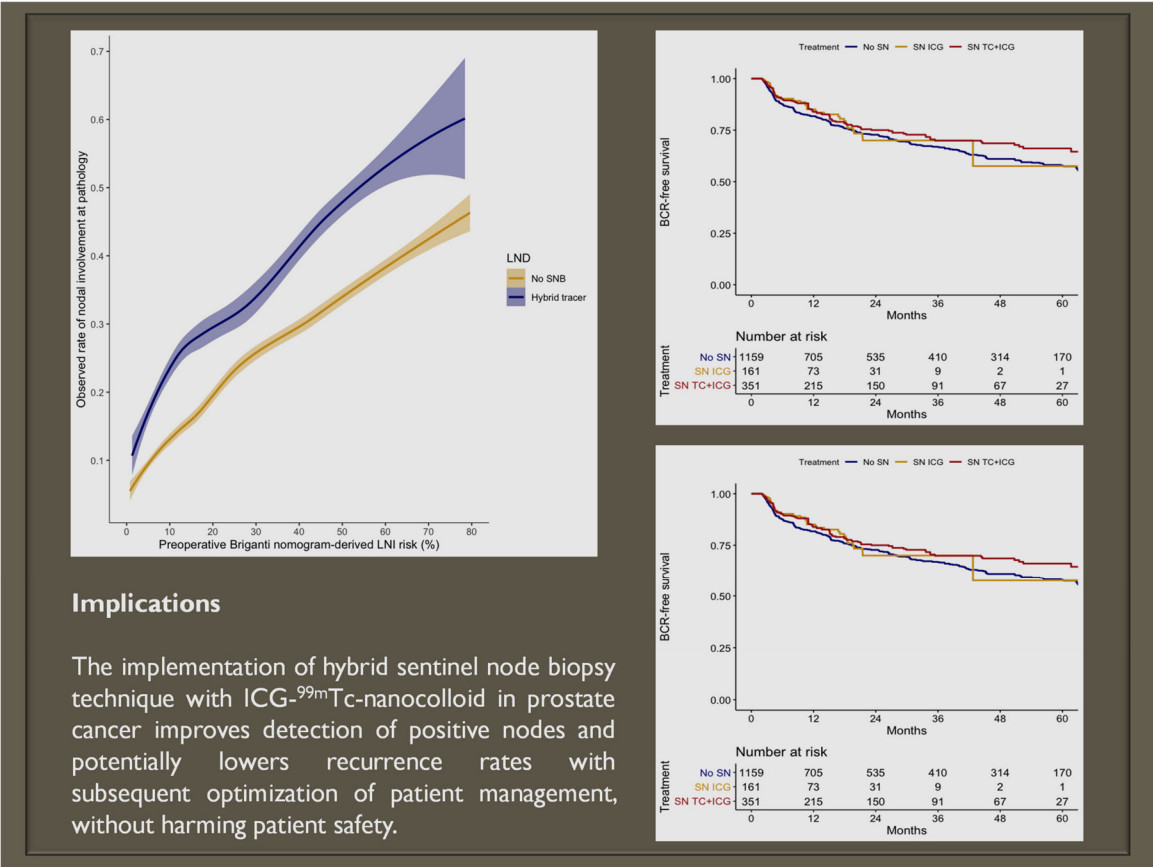 0.7
0.6
0.5
0.4
0.3
0.2
0.1
Observed rate of nodal involvement at pathology
0 10 20 30 40 50 60 70 80
Preoperative Briganti nomogram-derived LNI risk (%)
LND
No SNB
Hybrid tracer
Treatment No SN SN ICG SN TC+ICG
1.00
0.75
0.50
0.25
0.00
BCR-free survival
0 12 24 36 48 60
Months
Number at risk
Treatment
No SN 1159 705 535 410 314 170
SN ICG 161 73 31 9 2 1
SN TC+ICG 351 215 150 91 67 27
0 12 24 36 48 60
Months
Treatment No SN SN ICG SN TC+ICG
1.00
0.75
0.50
0.25
0.00
BCR-free survival
0 12 24 36 48 60
Months
Number at risk
Treatment
No SN 1159 705 535 410 314 170
SN ICG 161 73 31 9 2 1
SN TC+ICG 351 215 150 91 67 27
0 12 24 36 48 60
Months
Implications
The implementation of hybrid sentinel node biopsy
technique with ICG-⁹⁹ᵐTc-nanocolloid in prostate
cancer improves detection of positive nodes and
potentially lowers recurrence rates with
subsequent optimization of patient management,
without harming patient safety.